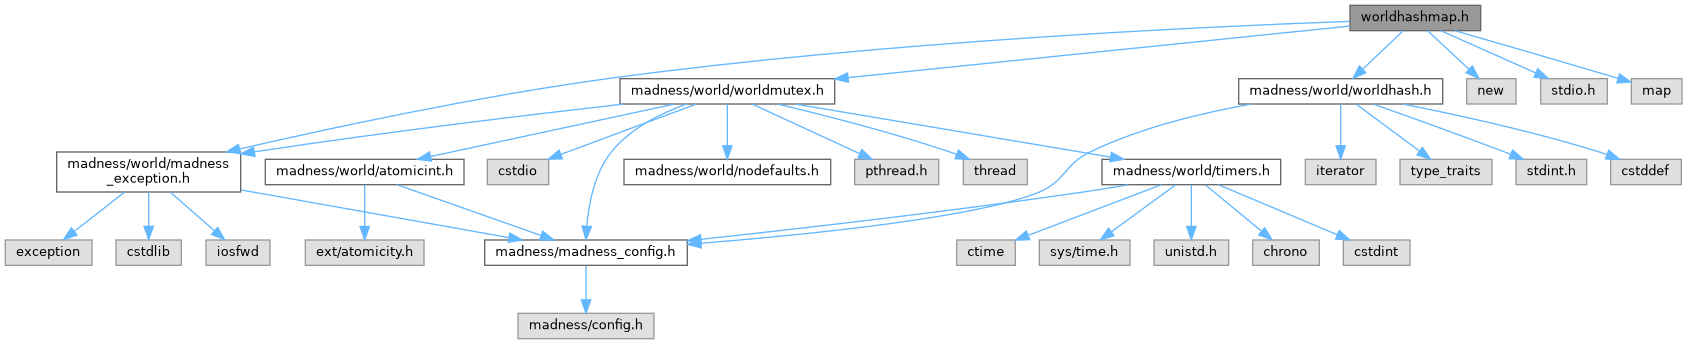 worldhashmap.h
madness/world/worldmutex.h
madness/world/worldhash.h
new
stdio.h
map
madness/world/madness
_exception.h
madness/world/atomicint.h
cstdio
madness/world/nodefaults.h
pthread.h
thread
madness/world/timers.h
iterator
type_traits
stdint.h
cstddef
exception
cstdlib
iosfwd
ext/atomicity.h
madness/madness_config.h
ctime
sys/time.h
unistd.h
chrono
cstdint
madness/config.h